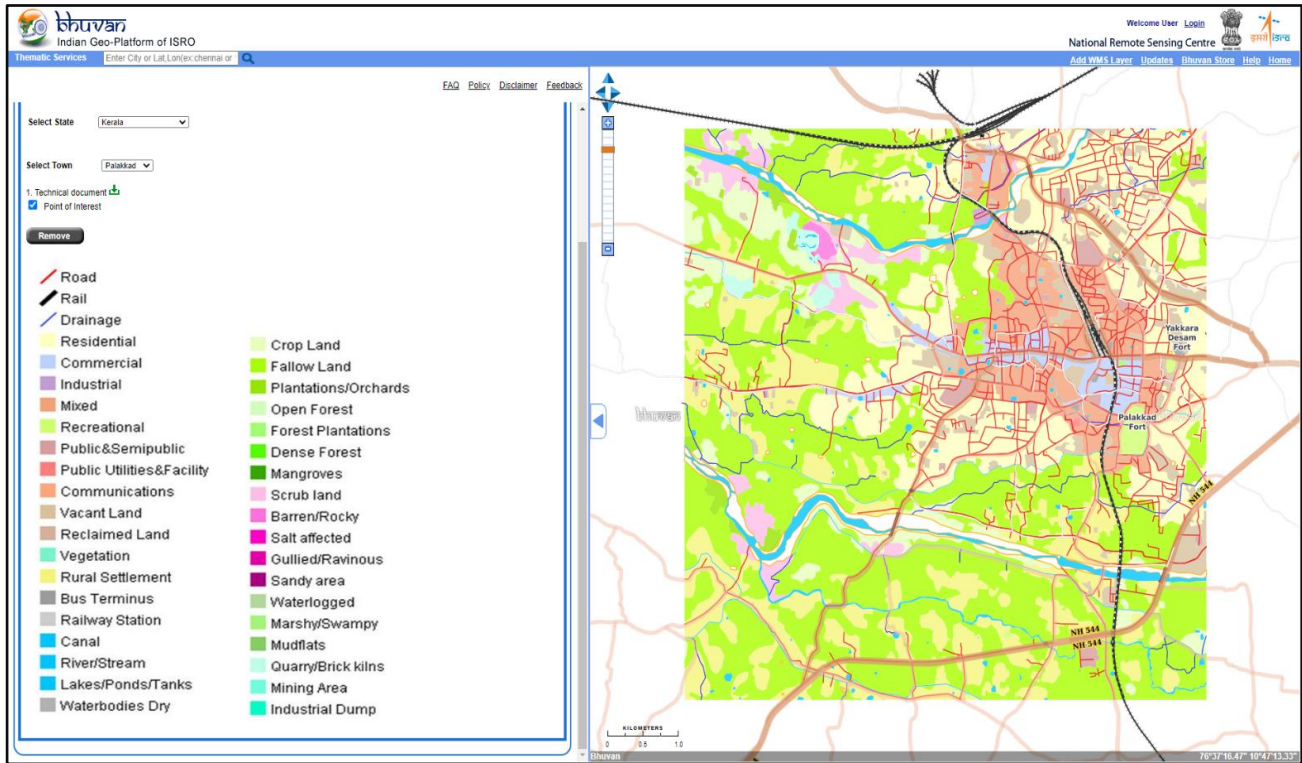 bhuvan
Indian Geo-Platform of ISRO
Welcome User Login
National Remote Sensing Centre
इसरो isro
Thematic Services
Enter City or Lat,Lon(ex:chennai or
Add WMS Layer Updates Bhuvan Store Help Home
FAQ Policy Disclaimer Feedback
Select State
Kerala
Select Town
Palakkad
1. Technical document
Point of Interest
Remove
Road
Rail
Drainage
Residential
Commercial
Industrial
Mixed
Recreational
Public&Semipublic
Public Utilities&Facility
Communications
Vacant Land
Reclaimed Land
Vegetation
Rural Settlement
Bus Terminus
Railway Station
Canal
River/Stream
Lakes/Ponds/Tanks
Waterbodies Dry
Crop Land
Fallow Land
Plantations/Orchards
Open Forest
Forest Plantations
Dense Forest
Mangroves
Scrub land
Barren/Rocky
Salt affected
Gullied/Ravinous
Sandy area
Waterlogged
Marshy/Swampy
Mudflats
Quarry/Brick kilns
Mining Area
Industrial Dump
Yakkara
Desam
Fort
bhuvan
Palakkad
Fort
NH 544
NH 544
NH 544
KILOMETERS
0 0.5 1.0
Bhuvan
76°37'16.47" 10°47'13.33"